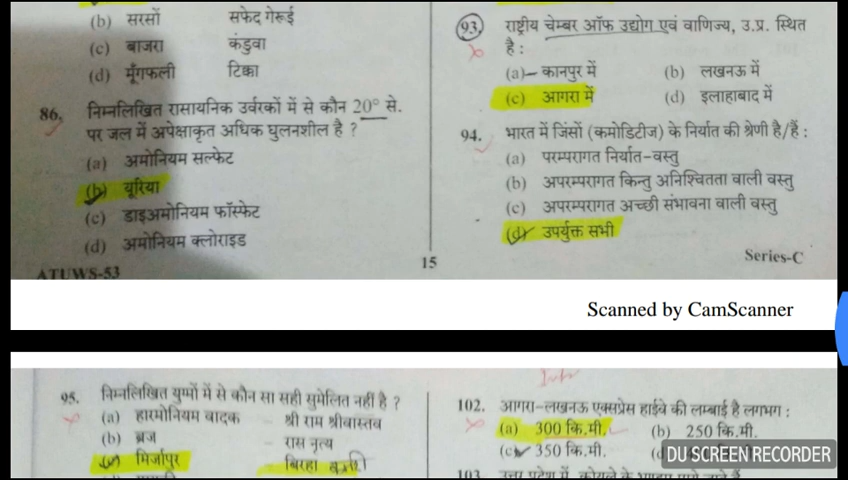 (b) सरसों सफेद गेरूई
(c) बाजरा कंडुवा
(d) मूँगफली टिक्का
86. निम्नलिखित रासायनिक उर्वरकों में से कौन 20° से.
पर जल में अपेक्षाकृत अधिक घुलनशील है ?
(a) अमोनियम सल्फेट
(b) यूरिया
(c) डाइअमोनियम फॉस्फेट
(d) अमोनियम क्लोराइड
ATUWS-53
15
93. राष्ट्रीय चेम्बर ऑफ उद्योग एवं वाणिज्य, उ.प्र. स्थित
है :
(a) कानपुर में (b) लखनऊ में
(c) आगरा में (d) इलाहाबाद में
94. भारत में जिंसों (कमोडिटीज) के निर्यात की श्रेणी है/हैं :
(a) परम्परागत निर्यात-वस्तु
(b) अपरम्परागत किन्तु अनिश्चितता वाली वस्तु
(c) अपरम्परागत अच्छी संभावना वाली वस्तु
(d) उपर्युक्त सभी
Series-C
Scanned by CamScanner
95. निम्नलिखित युग्मों में से कौन सा सही सुमेलित नहीं है ?
(a) हारमोनियम वादक श्री राम श्रीवास्तव
(b) ब्रज रास नृत्य
मिर्जापुर बिरहा
102. आगरा-लखनऊ एक्सप्रेस हाईवे की लम्बाई है लगभग :
(a) 300 कि.मी. (b) 250 कि.मी.
(c) 350 कि.मी.
DU SCREEN RECORDER
103. उत्तर प्रदेश में